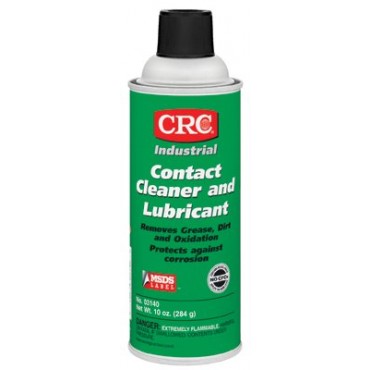 CRC
Industrial
Contact
Cleaner and
Lubricant
Removes Grease, Dirt
and Oxidation
Protects against
corrosion
MSDS
LABEL
No. 03140
Net Wt. 10 oz. (284 g)
DANGER: EXTREMELY FLAMMABLE.